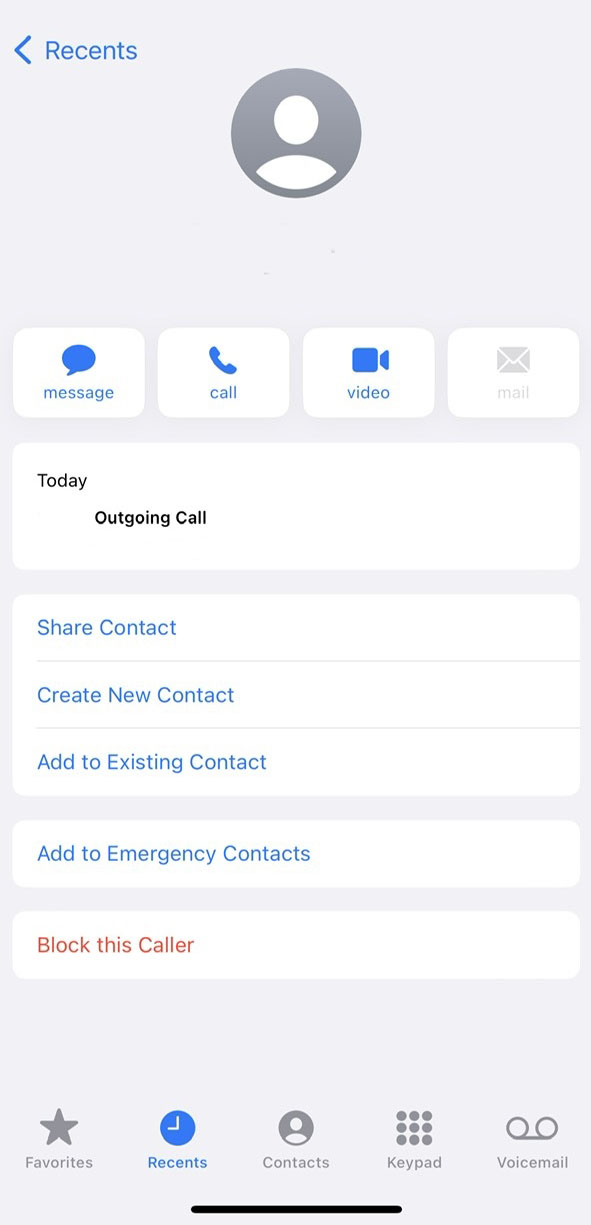 Recents
message call video mail
Today
Outgoing Call
Share Contact
Create New Contact
Add to Existing Contact
Add to Emergency Contacts
Block this Caller
Favorites Recents Contacts Keypad Voicemail